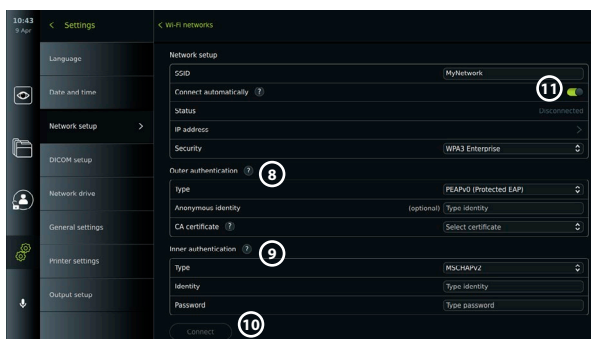 10:43
9 Apr
< Settings
< Wi-Fi networks
Language
Date and time
Network setup >
DICOM setup
Network drive
General settings
Printer settings
Output setup
Network setup
SSID MyNetwork
Connect automatically ? 11
Status Disconnected
IP address >
Security WPA3 Enterprise
Outer authentication ? 8
Type PEAPv0 (Protected EAP)
Anonymous identity (optional) Type identity
CA certificate ? Select certificate
Inner authentication ? 9
Type MSCHAPv2
Identity Type identity
Password Type password
Connect 10